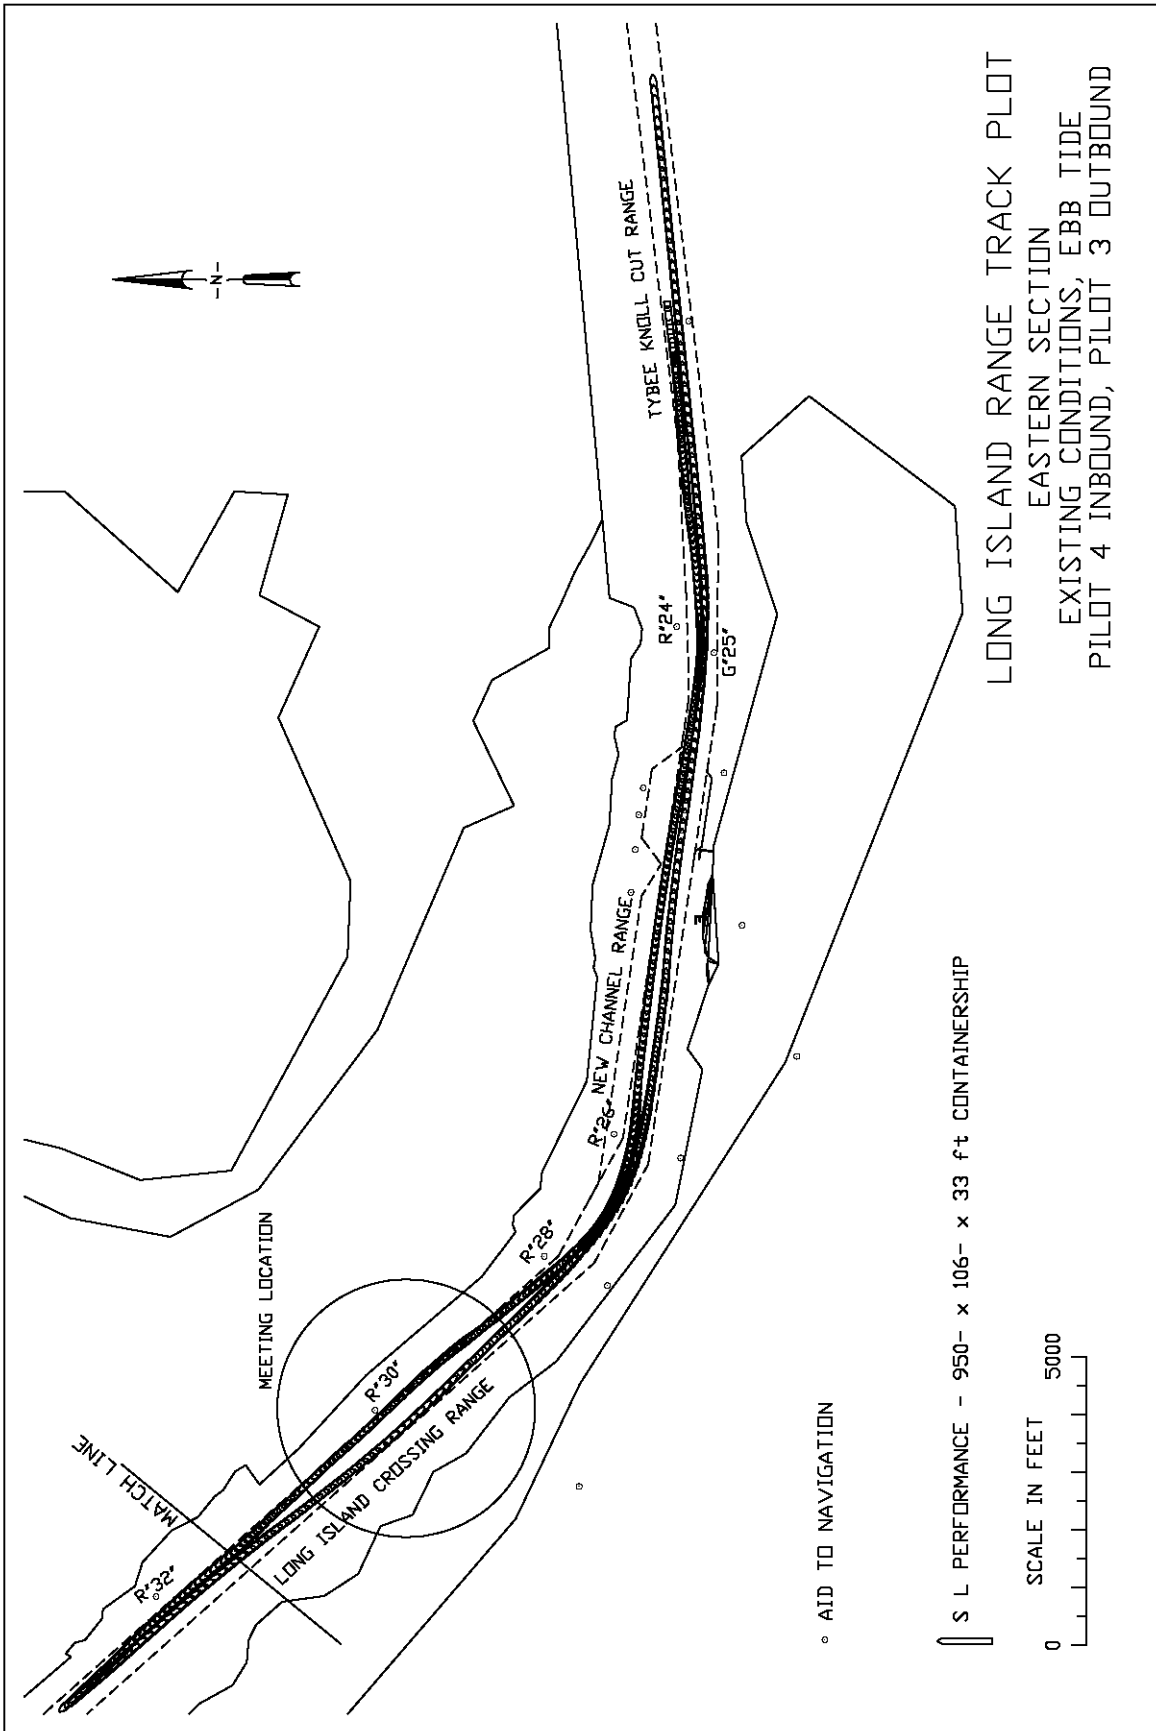 LONG ISLAND RANGE TRACK PLOT
EASTERN SECTION
EXISTING CONDITIONS, EBB TIDE
PILOT 4 INBOUND, PILOT 3 OUTBOUND
-N-
TYBEE KNOLL CUT RANGE
R"24"
G"25"
NEW CHANNEL RANGE
R"26"
R"28"
MEETING LOCATION
R"30"
LONG ISLAND CROSSING RANGE
MATCH LINE
R"32"
AID TO NAVIGATION
S L PERFORMANCE - 950- x 106- x 33 ft CONTAINERSHIP
SCALE IN FEET
0 5000